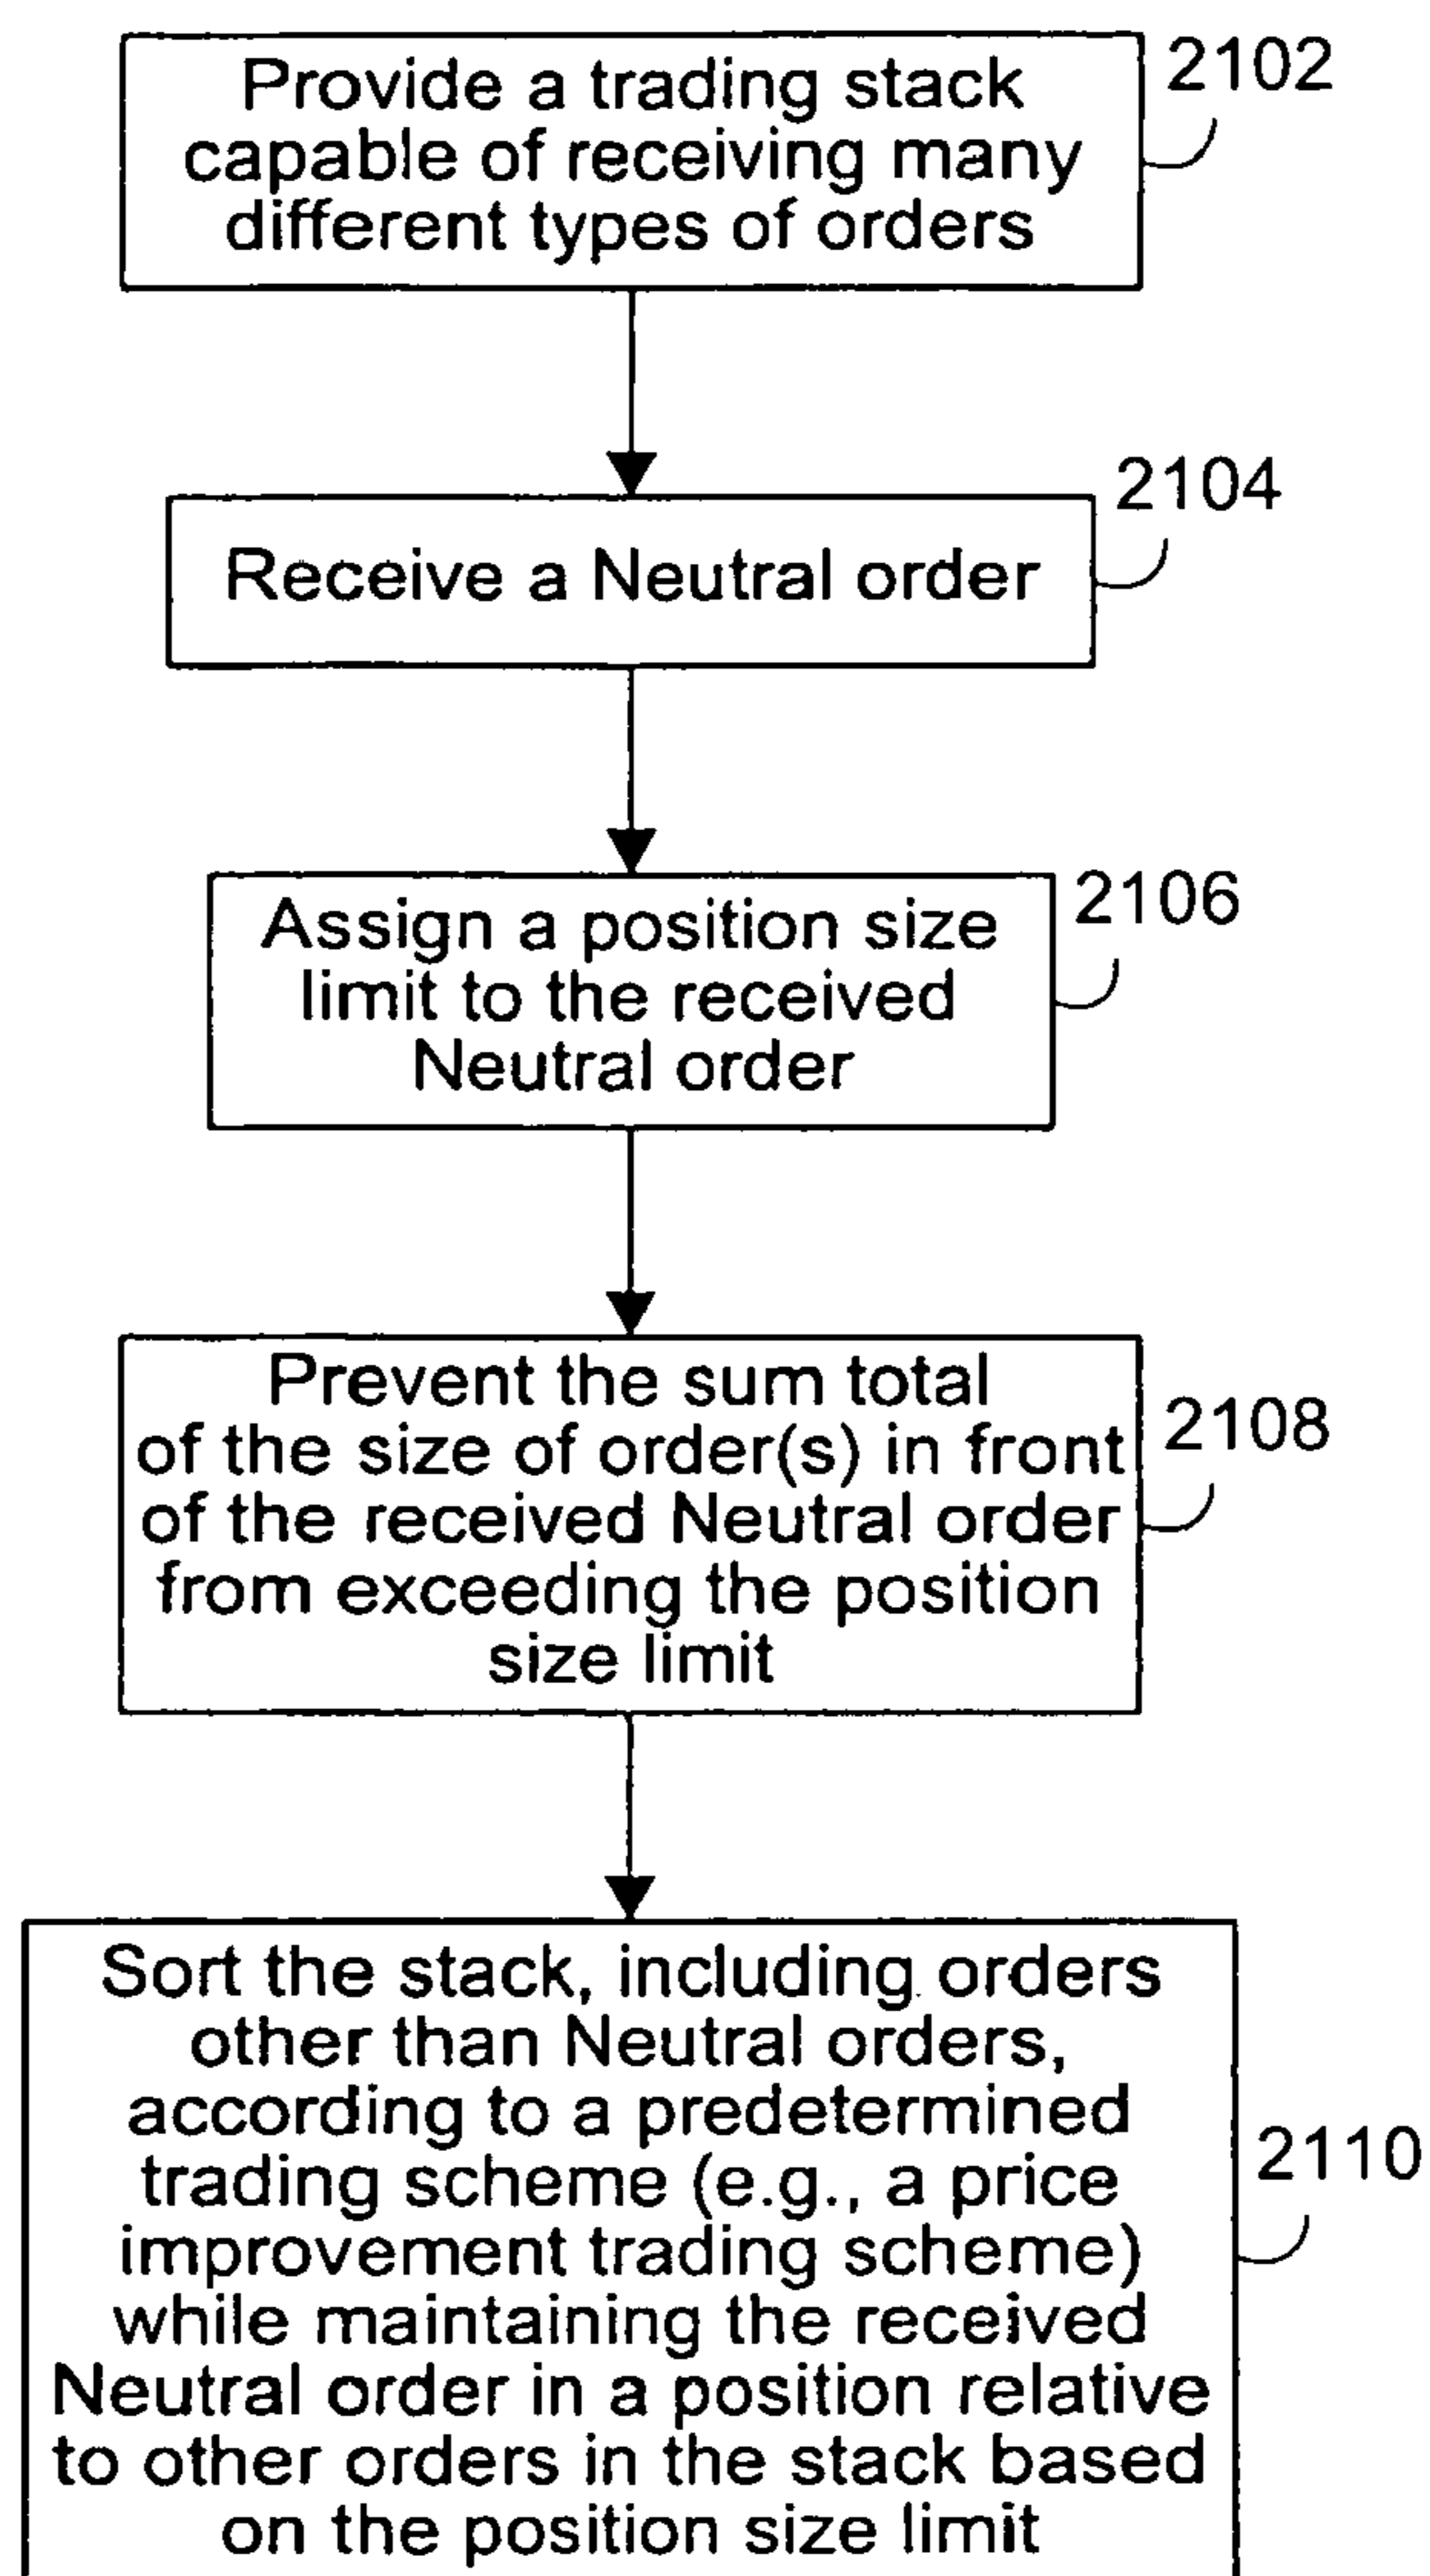 Provide a trading stack
capable of receiving many
different types of orders
2102
Receive a Neutral order
2104
Assign a position size
limit to the received
Neutral order
2106
Prevent the sum total
of the size of order(s) in front
of the received Neutral order
from exceeding the position
size limit
2108
Sort the stack, including orders
other than Neutral orders,
according to a predetermined
trading scheme (e.g., a price
improvement trading scheme)
while maintaining the received
Neutral order in a position relative
to other orders in the stack based
on the position size limit
2110